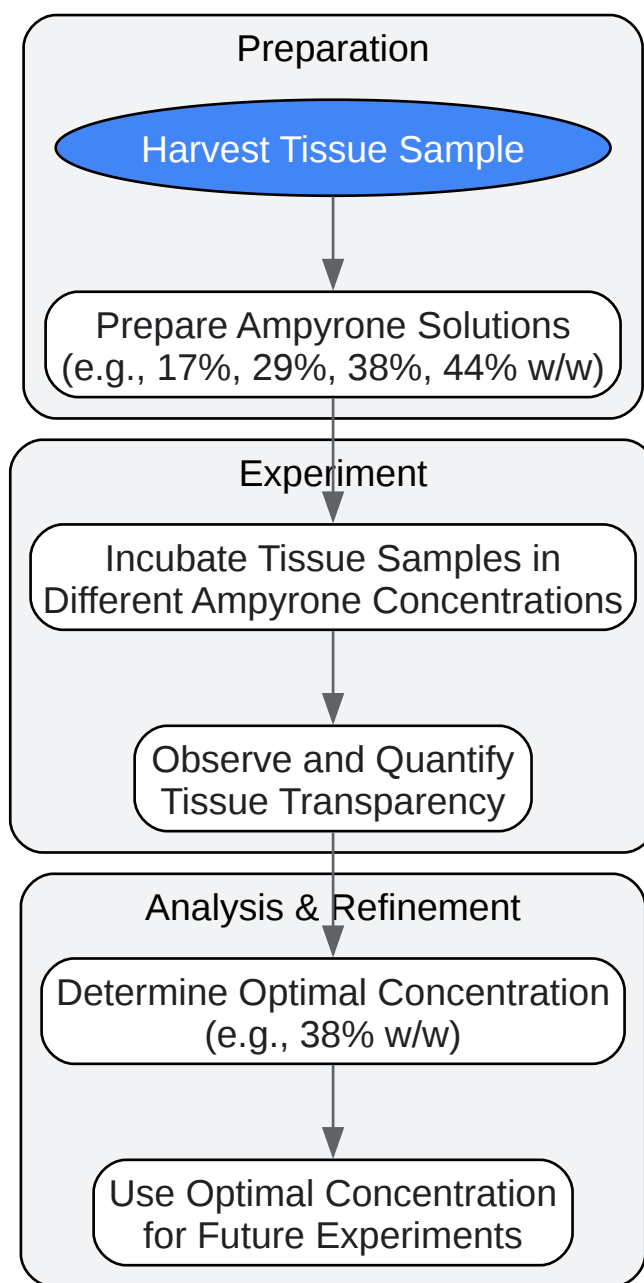 Preparation
Harvest Tissue Sample
Prepare Ampyrone Solutions
(e.g., 17%, 29%, 38%, 44% w/w)
Experiment
Incubate Tissue Samples in
Different Ampyrone Concentrations
Observe and Quantify
Tissue Transparency
Analysis & Refinement
Determine Optimal Concentration
(e.g., 38% w/w)
Use Optimal Concentration
for Future Experiments